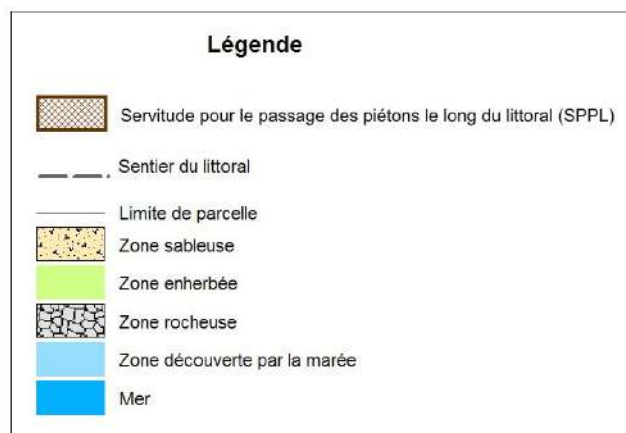 Légende
Servitude pour le passage des piétons le long du littoral (SPPL)
Sentier du littoral
Limite de parcelle
Zone sableuse
Zone enherbée
Zone rocheuse
Zone découverte par la marée
Mer